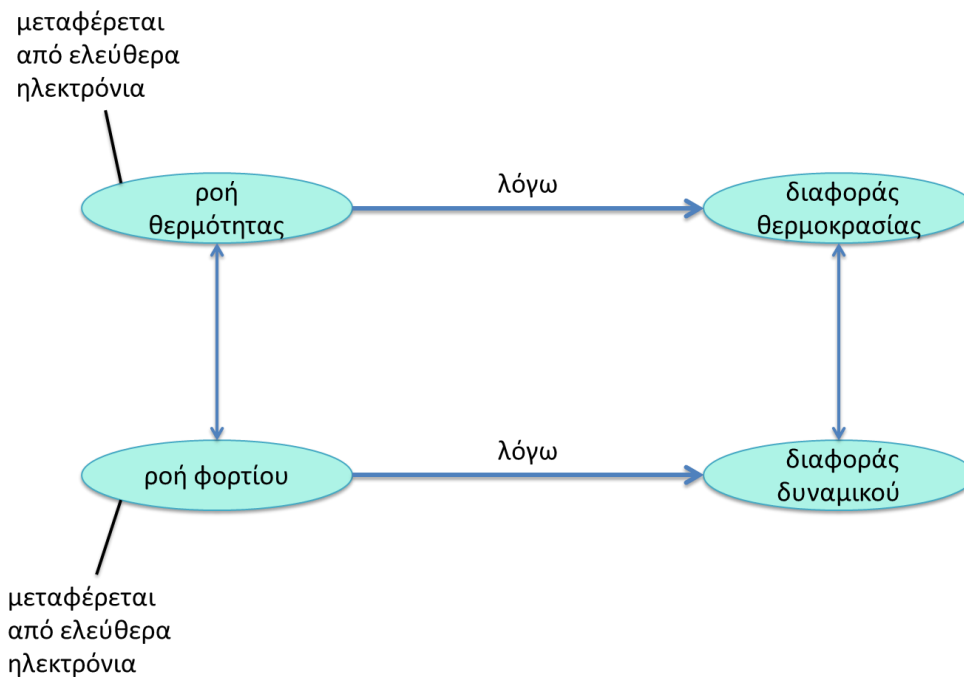 μεταφέρεται
από ελεύθερα
ηλεκτρόνια
ροή
θερμότητας
λόγω
διαφοράς
θερμοκρασίας
ροή φορτίου
λόγω
διαφοράς
δυναμικού
μεταφέρεται
από ελεύθερα
ηλεκτρόνια